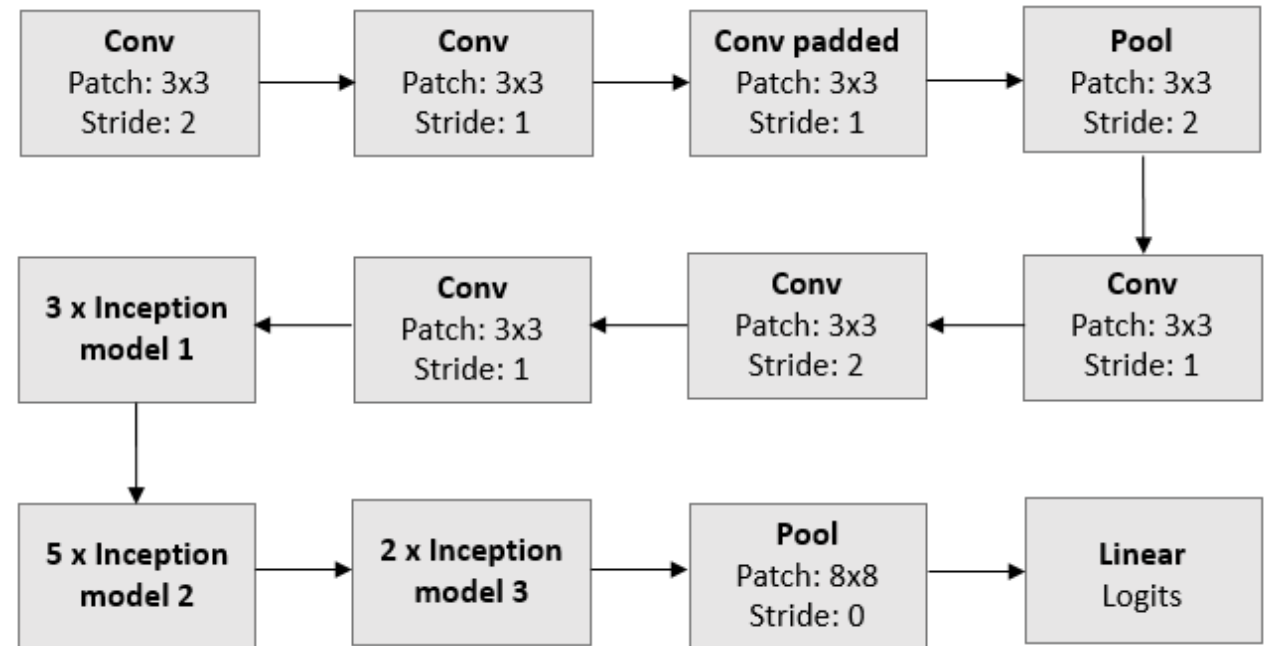 Conv
Patch: 3x3
Stride: 2
Conv
Patch: 3x3
Stride: 1
Conv padded
Patch: 3x3
Stride: 1
Pool
Patch: 3x3
Stride: 2
Conv
Patch: 3x3
Stride: 1
Conv
Patch: 3x3
Stride: 2
Conv
Patch: 3x3
Stride: 1
3 x Inception
model 1
5 x Inception
model 2
2 x Inception
model 3
Pool
Patch: 8x8
Stride: 0
Linear
Logits